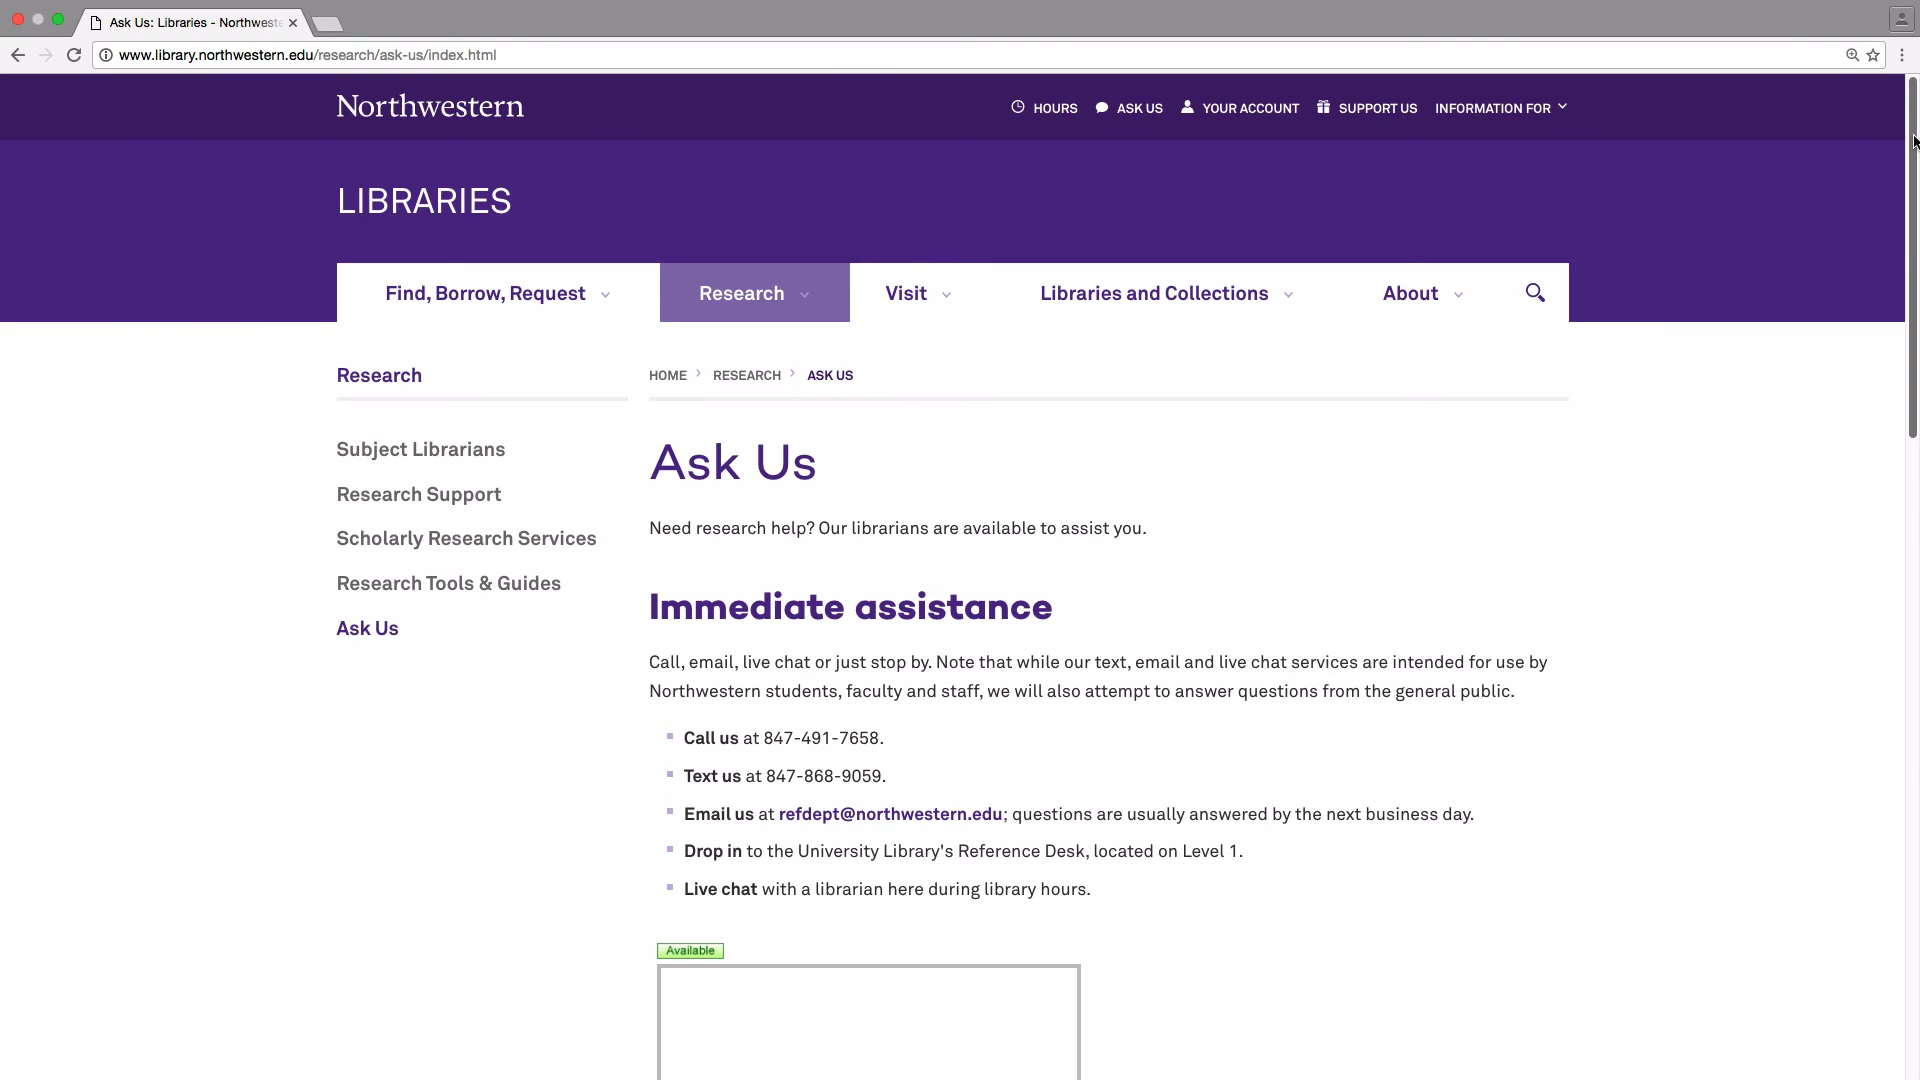 Ask Us: Libraries - Northweste
www.library.northwestern.edu/research/ask-us/index.html
Northwestern
HOURS ASK US YOUR ACCOUNT SUPPORT US INFORMATION FOR
LIBRARIES
Find, Borrow, Request Research Visit Libraries and Collections About
Research
HOME RESEARCH ASK US
Subject Librarians
Research Support
Scholarly Research Services
Research Tools & Guides
Ask Us
Ask Us
Need research help? Our librarians are available to assist you.
Immediate assistance
Call, email, live chat or just stop by. Note that while our text, email and live chat services are intended for use by
Northwestern students, faculty and staff, we will also attempt to answer questions from the general public.
Call us at 847-491-7658.
Text us at 847-868-9059.
Email us at refdept@northwestern.edu; questions are usually answered by the next business day.
Drop in to the University Library's Reference Desk, located on Level 1.
Live chat with a librarian here during library hours.
Available